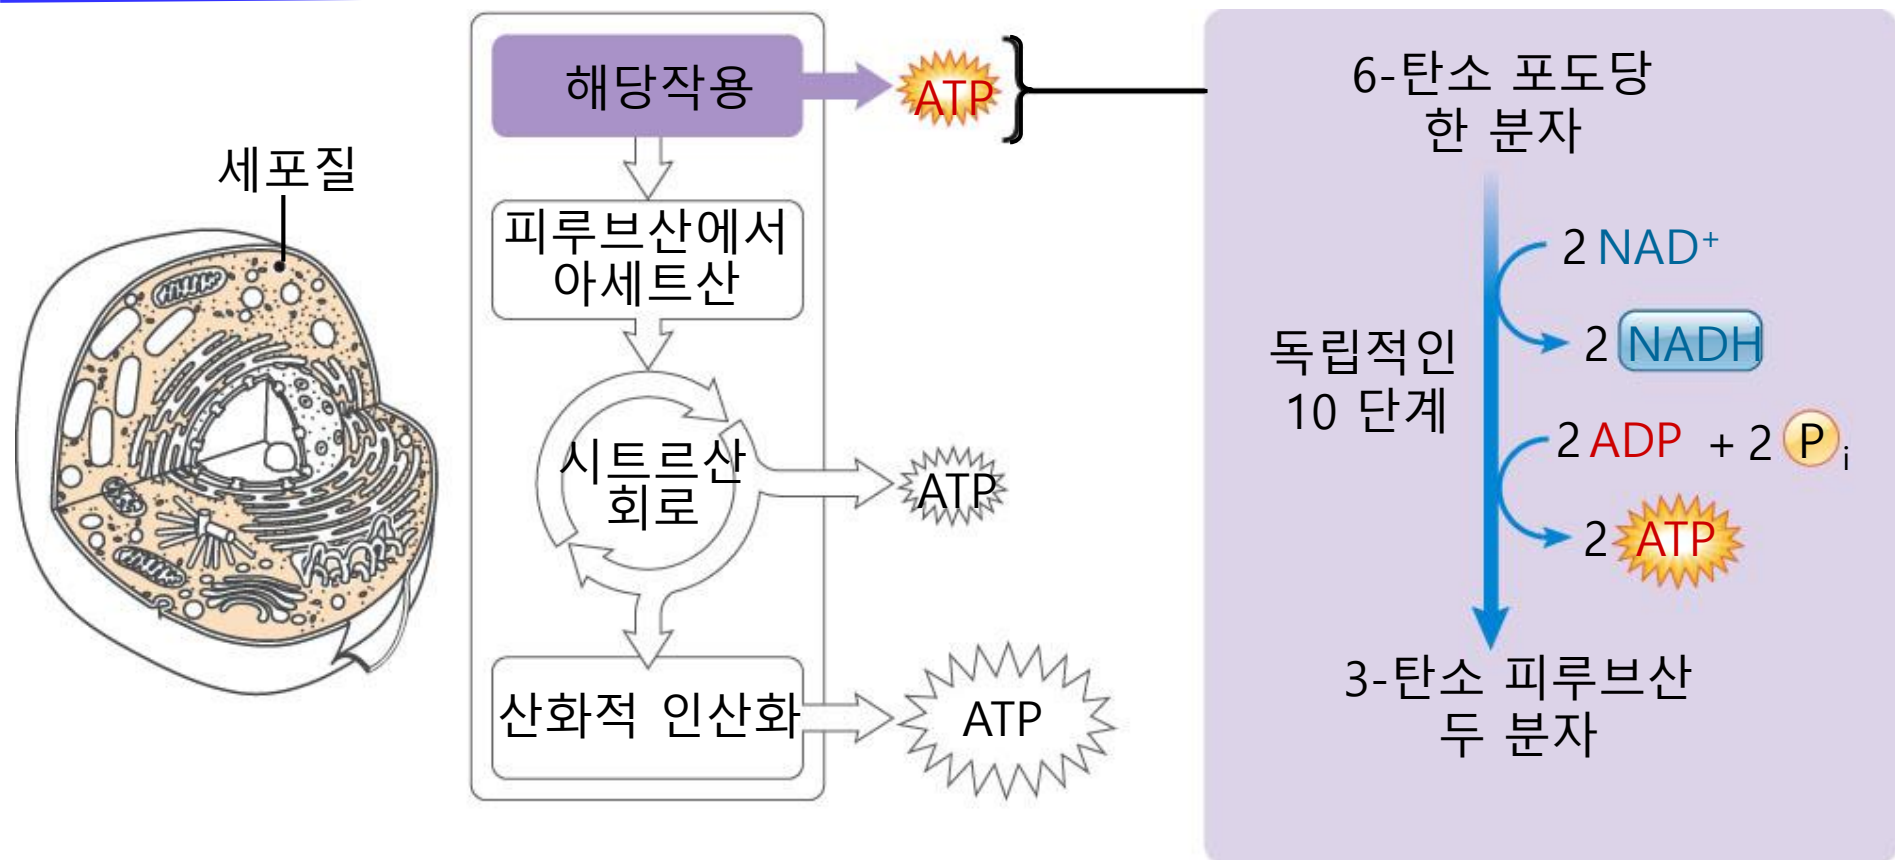 세포질
해당작용
ATP
피루브산에서
아세트산
시트르산
회로
ATP
산화적 인산화
ATP
6-탄소 포도당
한 분자
2 NAD⁺
2 NADH
독립적인
10 단계
2 ADP + 2 Pi
2 ATP
3-탄소 피루브산
두 분자